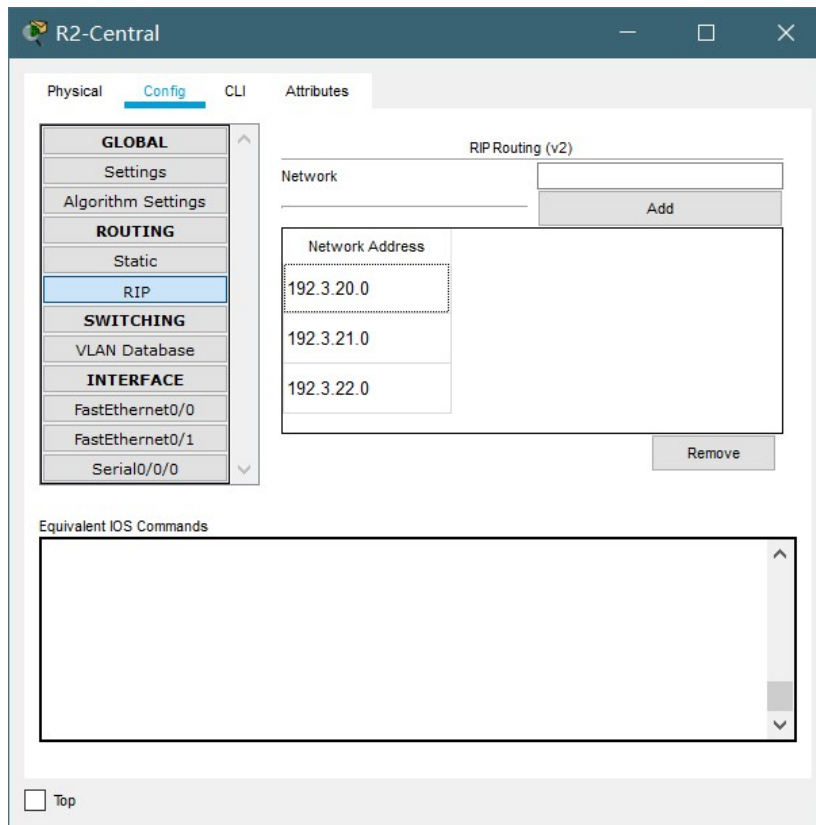 R2-Central
Physical Config CLI Attributes
GLOBAL
Settings
Algorithm Settings
ROUTING
Static
RIP
SWITCHING
VLAN Database
INTERFACE
FastEthernet0/0
FastEthernet0/1
Serial0/0/0
RIP Routing (v2)
Network
Add
Network Address
192.3.20.0
192.3.21.0
192.3.22.0
Remove
Equivalent IOS Commands
Top